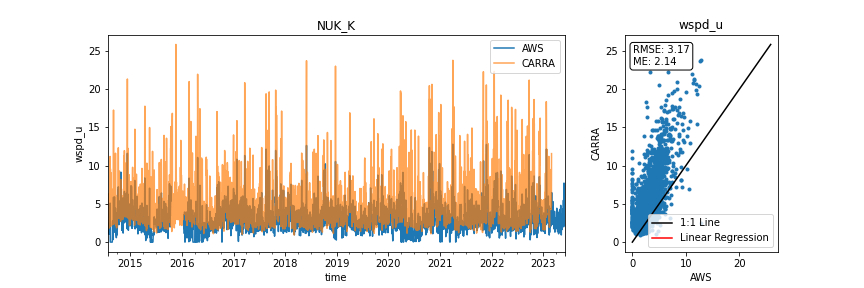 NUK_K
wspd_u
AWS
CARRA
25
20
15
10
5
0
2015
2016
2017
2018
2019
2020
2021
2022
2023
time
wspd_u
RMSE: 3.17
ME: 2.14
CARRA
25
20
15
10
5
0
1:1 Line
Linear Regression
0
10
20
AWS